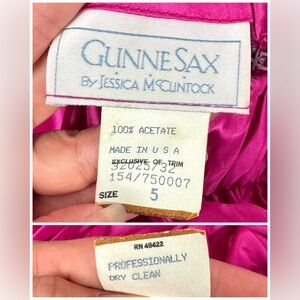 GUNNE SAX
BY JESSICA McCLINTOCK
100% ACETATE
MADE IN U S A
EXCLUSIVE OF TRIM
32025/32
154/750007
SIZE 5
RN 49422
PROFESSIONALLY
DRY CLEAN